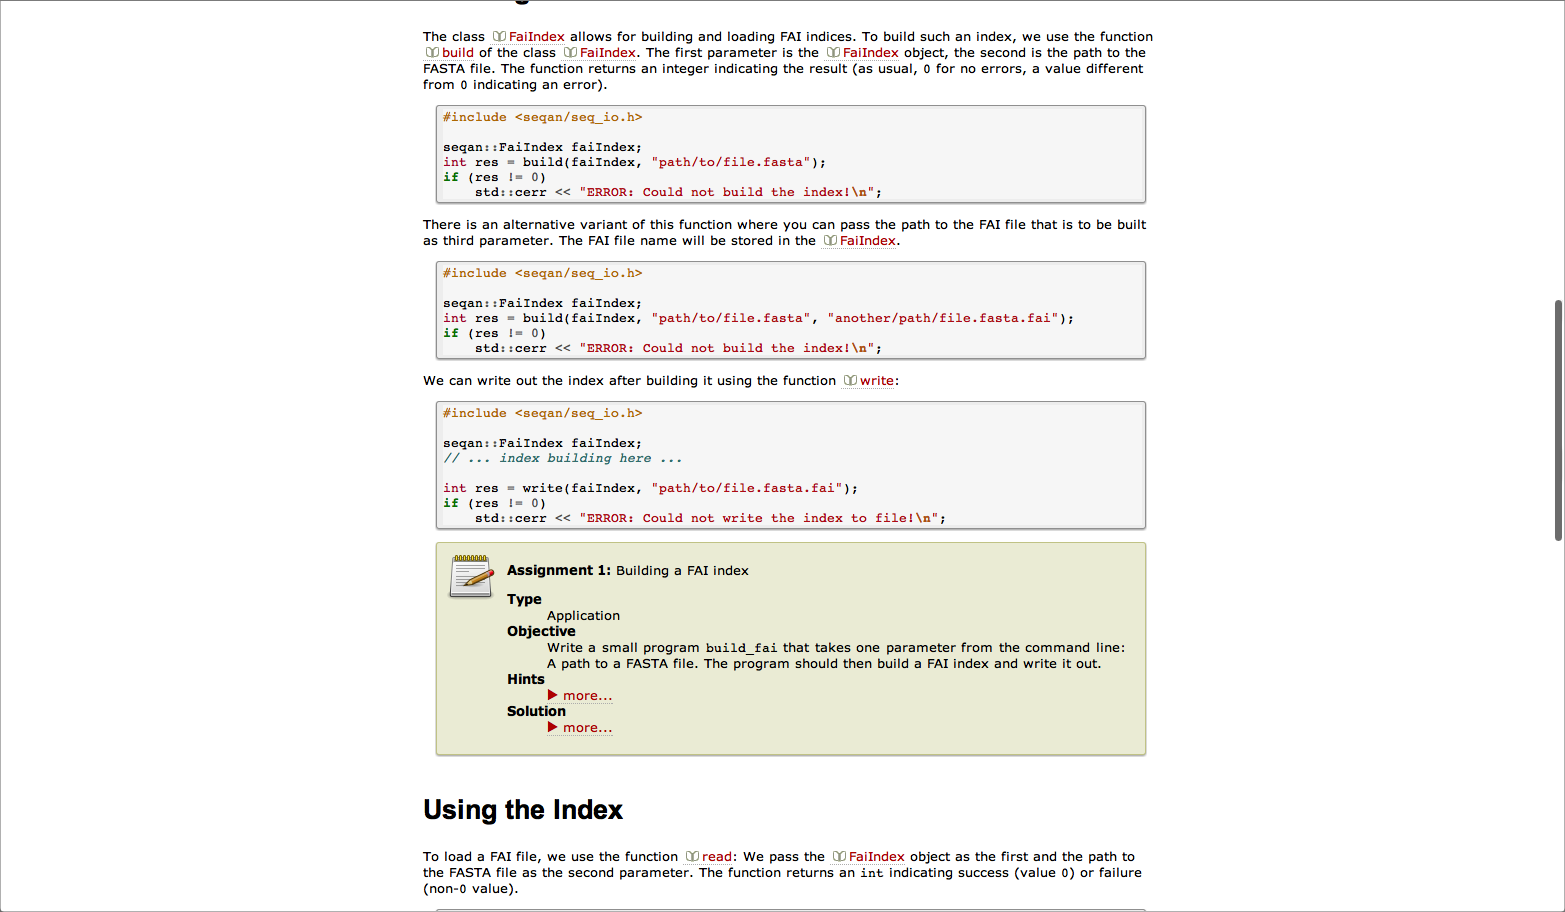 The class FaiIndex allows for building and loading FAI indices. To build such an index, we use the function
build of the class FaiIndex. The first parameter is the FaiIndex object, the second is the path to the
FASTA file. The function returns an integer indicating the result (as usual, 0 for no errors, a value different
from 0 indicating an error).
#include <seqan/seq_io.h>
seqan::FaiIndex faiIndex;
int res = build(faiIndex, "path/to/file.fasta");
if (res != 0)
    std::cerr << "ERROR: Could not build the index!\n";
There is an alternative variant of this function where you can pass the path to the FAI file that is to be built
as third parameter. The FAI file name will be stored in the FaiIndex.
#include <seqan/seq_io.h>
seqan::FaiIndex faiIndex;
int res = build(faiIndex, "path/to/file.fasta", "another/path/file.fasta.fai");
if (res != 0)
    std::cerr << "ERROR: Could not build the index!\n";
We can write out the index after building it using the function write:
#include <seqan/seq_io.h>
seqan::FaiIndex faiIndex;
// ... index building here ...
int res = write(faiIndex, "path/to/file.fasta.fai");
if (res != 0)
    std::cerr << "ERROR: Could not write the index to file!\n";
Assignment 1: Building a FAI index
Type
Application
Objective
Write a small program build_fai that takes one parameter from the command line:
A path to a FASTA file. The program should then build a FAI index and write it out.
Hints
more...
Solution
more...
Using the Index
To load a FAI file, we use the function read: We pass the FaiIndex object as the first and the path to
the FASTA file as the second parameter. The function returns an int indicating success (value 0) or failure
(non-0 value).